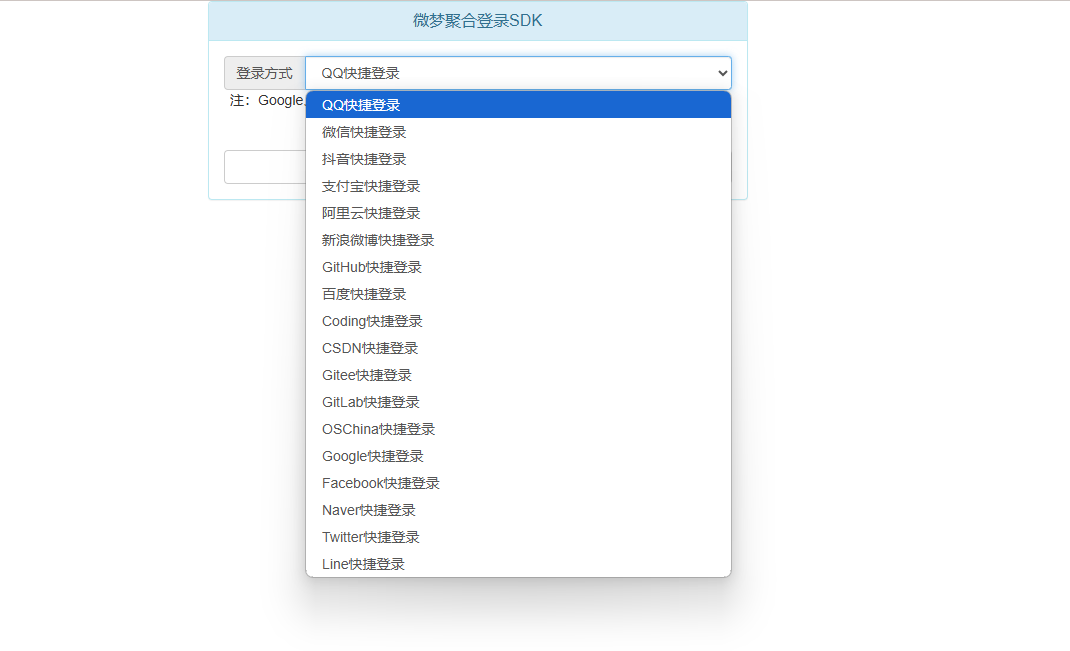 微梦聚合登录SDK
登录方式 QQ快捷登录
注：Google,
QQ快捷登录
微信快捷登录
抖音快捷登录
支付宝快捷登录
阿里云快捷登录
新浪微博快捷登录
GitHub快捷登录
百度快捷登录
Coding快捷登录
CSDN快捷登录
Gitee快捷登录
GitLab快捷登录
OSChina快捷登录
Google快捷登录
Facebook快捷登录
Naver快捷登录
Twitter快捷登录
Line快捷登录